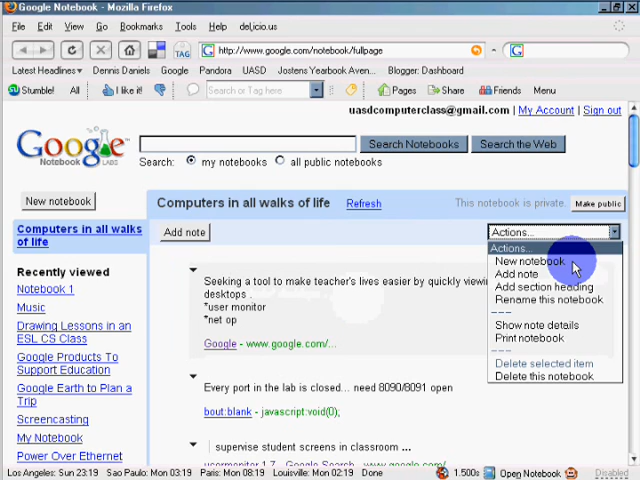 Google Notebook - Mozilla Firefox
File Edit View Go Bookmarks Tools Help del.icio.us
TAG http://www.google.com/notebook/fullpage
Latest Headlines Dennis Daniels Google Pandora UASD Jostens Yearbook Aven... Blogger: Dashboard
Stumble! All I like it! Search or Tag here Pages Share Friends Menu
uasdcomputerclass@gmail.com | My Account | Sign out
Google
Notebook LABS
Search Notebooks Search the Web
Search: my notebooks all public notebooks
New notebook Computers in all walks of life Refresh This notebook is private. Make public
Computers in all walks of life
Add note Actions...
Actions...
New notebook
Add note
Add section heading
Rename this notebook
---
Show note details
Print notebook
---
Delete selected item
Delete this notebook
Recently viewed
Notebook 1
Music
Drawing Lessons in an
ESL CS Class
Google Products To
Support Education
Google Earth to Plan a
Trip
Screencasting
My Notebook
Power Over Ethernet
Seeking a tool to make teacher's lives easier by quickly viewin
desktops .
*user monitor
*net op
Google - www.google.com/...
Every port in the lab is closed... need 8090/8091 open
bout:blank - javascript:void(0);
supervise student screens in classroom ...
usermonitor 1.7 - Google Search - www.google.com/...
Los Angeles: Sun 23:19 Sao Paulo: Mon 03:19 Paris: Mon 08:19 Louisville: Mon 02:19 Done 1.500s Open Notebook Disabled